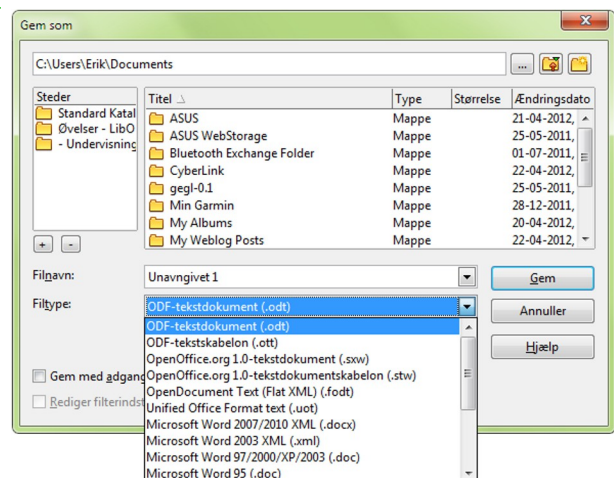 Gem som
C:\Users\Erik\Documents
...
Steder
Standard Katal
Øvelser - LibO
- Undervisning
+ -
Titel Type Størrelse Ændringsdato
ASUS Mappe 21-04-2012,
ASUS WebStorage Mappe 25-05-2011,
Bluetooth Exchange Folder Mappe 01-07-2011,
CyberLink Mappe 22-04-2012,
gegl-0.1 Mappe 25-05-2011,
Min Garmin Mappe 28-12-2011,
My Albums Mappe 20-04-2012,
My Weblog Posts Mappe 22-04-2012,
Filnavn: Unavngivet 1 Gem
Filtype: ODF-tekstdokument (.odt) Annuller
Hjælp
ODF-tekstdokument (.odt)
ODF-tekstskabelon (.ott)
OpenOffice.org 1.0-tekstdokument (.sxw)
OpenOffice.org 1.0-tekstdokumentskabelon (.stw)
OpenDocument Text (Flat XML) (.fodt)
Unified Office Format text (.uot)
Microsoft Word 2007/2010 XML (.docx)
Microsoft Word 2003 XML (.xml)
Microsoft Word 97/2000/XP/2003 (.doc)
Microsoft Word 95 (.doc)
Gem med adgang
Rediger filterindst